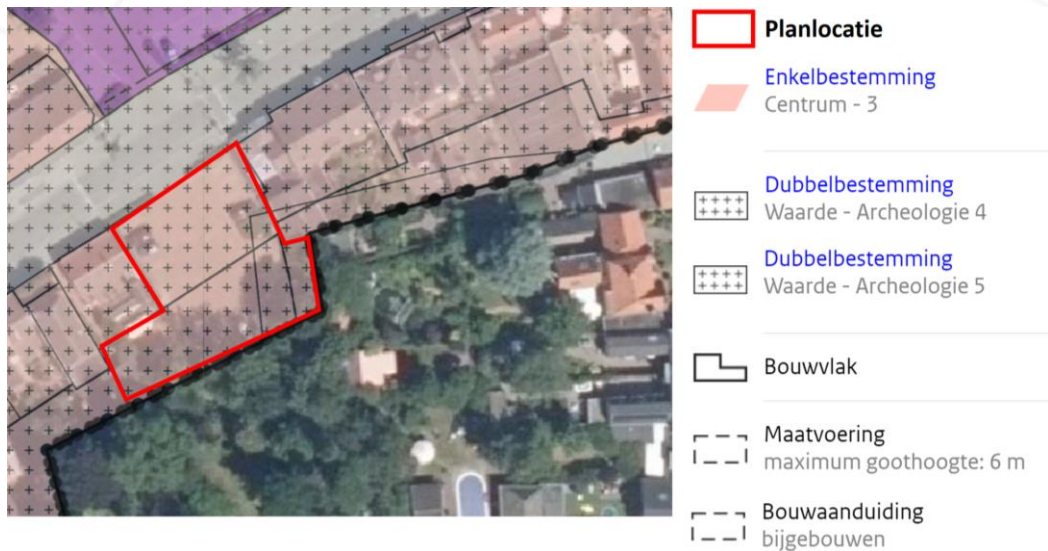 Planlocatie
Enkelbestemming
Centrum - 3
Dubbelbestemming
Waarde - Archeologie 4
Dubbelbestemming
Waarde - Archeologie 5
Bouwvlak
Maatvoering
maximum goothoogte: 6 m
Bouwaanduiding
bijgebouwen